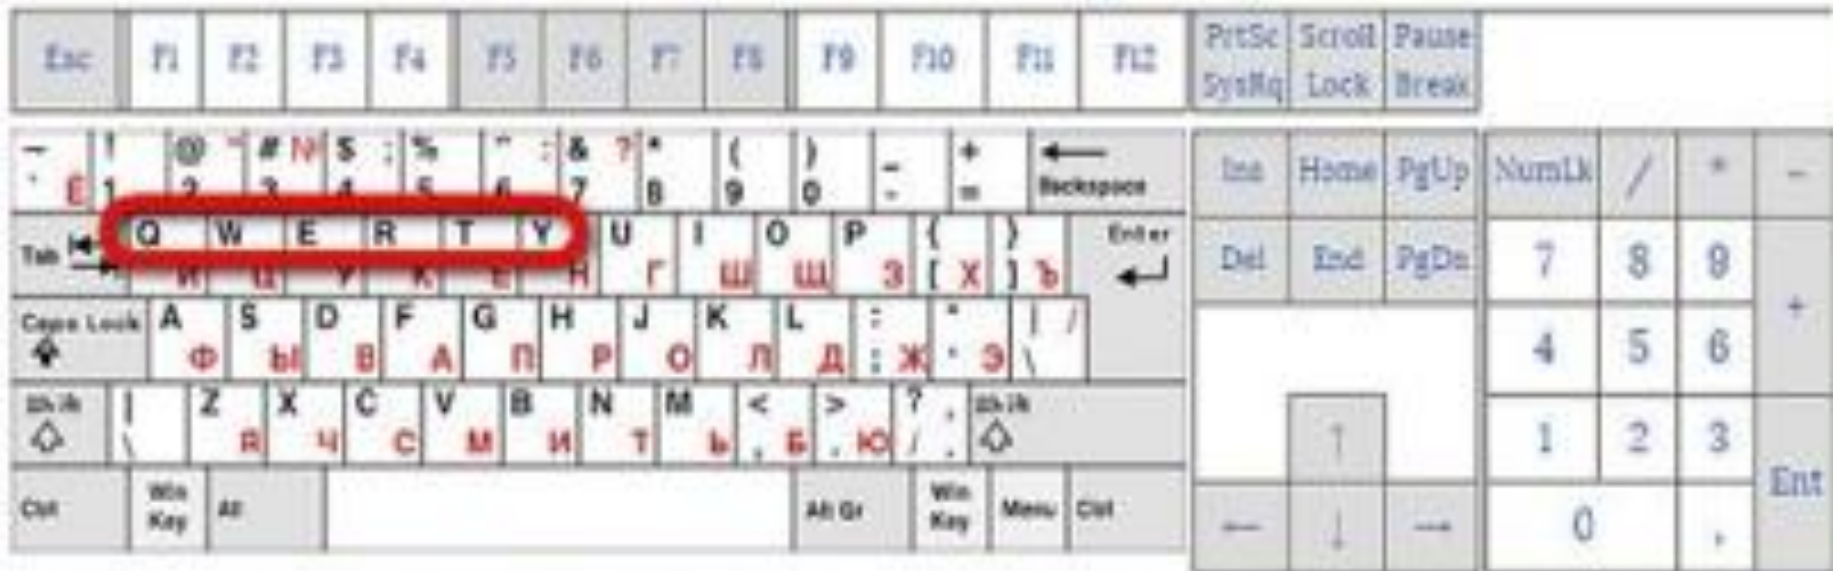 Esc F1 F2 F3 F4 F5 F6 F7 F8 F9 F10 F11 F12 PrtSc Scroll Pause
SysRq Lock Break
~ ! @ " # № $ ; % ^ : & ? * ( ) _ +
` Ё 1 2 3 4 5 6 7 8 9 0 - = Backspace
Ins Home PgUp NumLk / * -
Tab Q W E R T Y U I O P { } Enter
Й Ц У К Е Н Г Ш Щ З [ Х ] Ъ
Del End PgDn 7 8 9 +
Caps Lock A S D F G H J K L : " | /
Ф Ы В А П Р О Л Д ; Ж ' Э \
4 5 6
Shift | Z X C V B N M < > ? , Shift
\ Я Ч С М И Т Ь , Б . Ю / .
↑ 1 2 3 Ent
Ctrl Win Key Alt Alt Gr Win Key Menu Ctrl
← ↓ → 0 ,